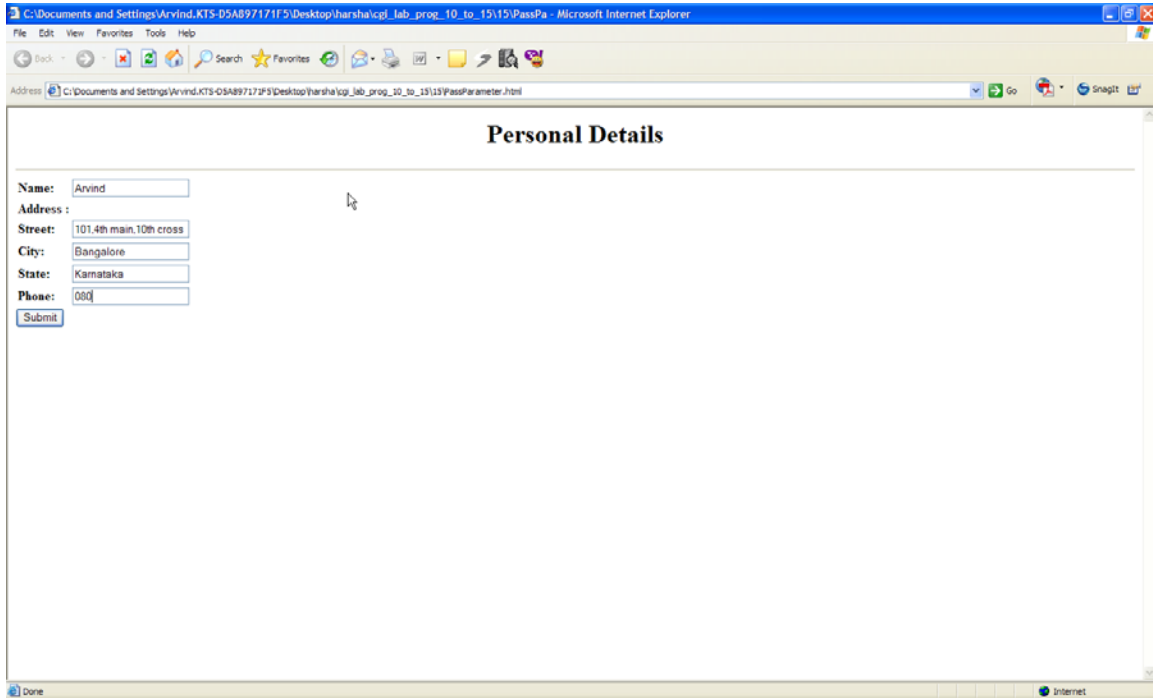 C:\Documents and Settings\Arvind.KTS-D5A897171F5\Desktop\harsha\cgi_lab_prog_10_to_15\15\PassPa - Microsoft Internet Explorer
File Edit View Favorites Tools Help
Back Search Favorites
Address C:\Documents and Settings\Arvind.KTS-D5A897171F5\Desktop\harsha\cgi_lab_prog_10_to_15\15\PassParameter.html Go SnagIt
Personal Details
Name: Arvind
Address :
Street: 101,4th main,10th cross
City: Bangalore
State: Karnataka
Phone: 080
Submit
Done Internet